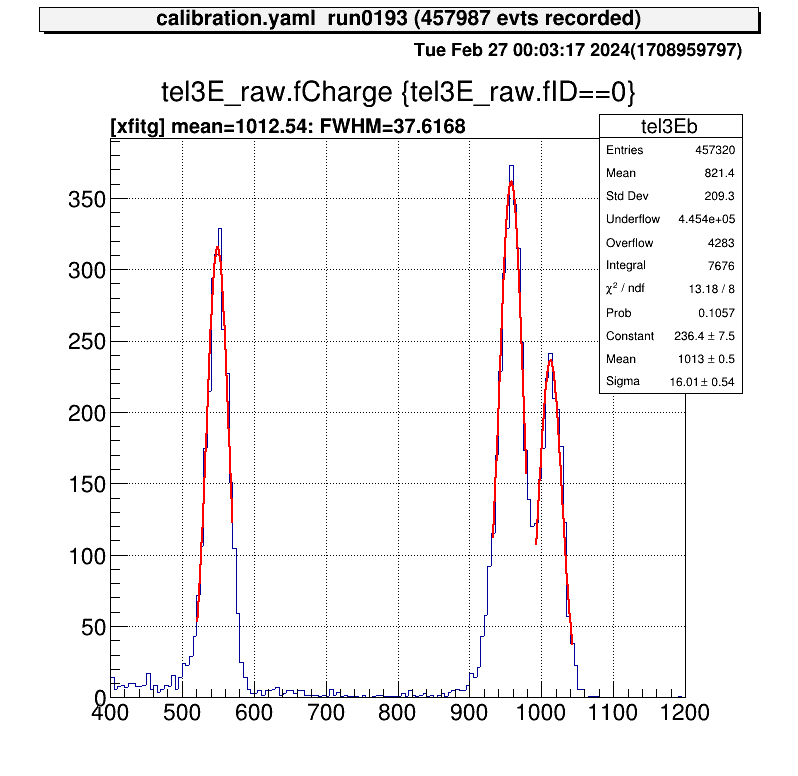 calibration.yaml run0193 (457987 evts recorded)
Tue Feb 27 00:03:17 2024(1708959797)
tel3E_raw.fCharge {tel3E_raw.fID==0}
[xfitg] mean=1012.54: FWHM=37.6168
tel3Eb
Entries 457320
Mean 821.4
Std Dev 209.3
Underflow 4.454e+05
Overflow 4283
Integral 7676
χ² / ndf 13.18 / 8
Prob 0.1057
Constant 236.4 ± 7.5
Mean 1013 ± 0.5
Sigma 16.01 ± 0.54
350
300
250
200
150
100
50
0
400 500 600 700 800 900 1000 1100 1200